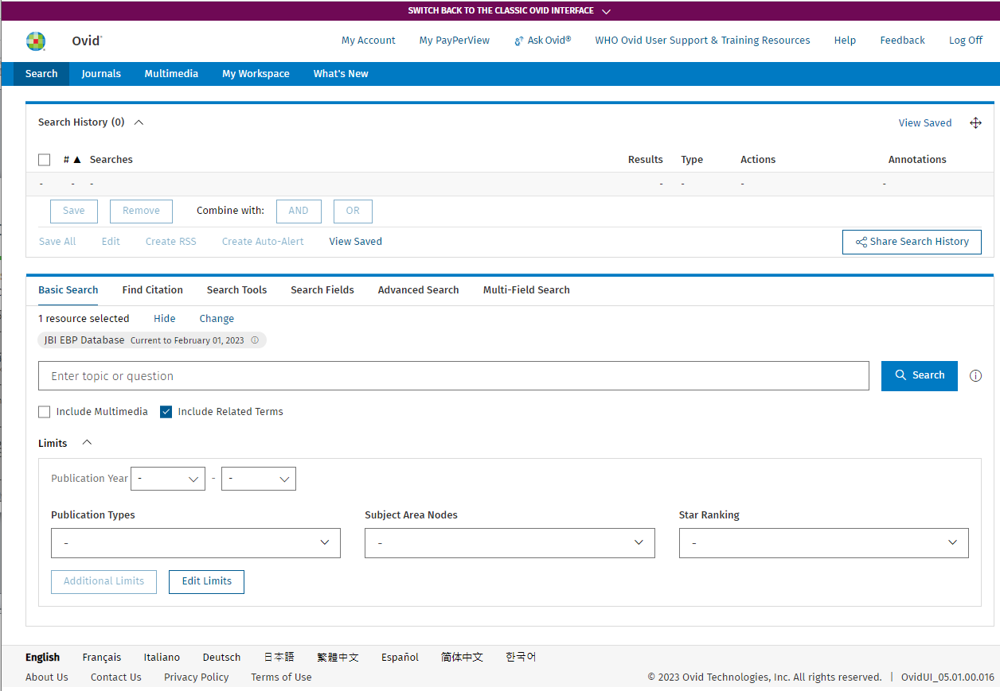 SWITCH BACK TO THE CLASSIC OVID INTERFACE
Ovid® My Account My PayPerView Ask Ovid® WHO Ovid User Support & Training Resources Help Feedback Log Off
Search Journals Multimedia My Workspace What's New
Search History (0) View Saved
# ▲ Searches Results Type Actions Annotations
- - - - - - -
Save Remove Combine with: AND OR
Save All Edit Create RSS Create Auto-Alert View Saved Share Search History
Basic Search Find Citation Search Tools Search Fields Advanced Search Multi-Field Search
1 resource selected Hide Change
JBI EBP Database Current to February 01, 2023
Enter topic or question Search
Include Multimedia Include Related Terms
Limits
Publication Year - - -
Publication Types Subject Area Nodes Star Ranking
- - -
Additional Limits Edit Limits
English Français Italiano Deutsch 日本語 繁體中文 Español 简体中文 한국어
About Us Contact Us Privacy Policy Terms of Use © 2023 Ovid Technologies, Inc. All rights reserved. | OvidUI_05.01.00.016